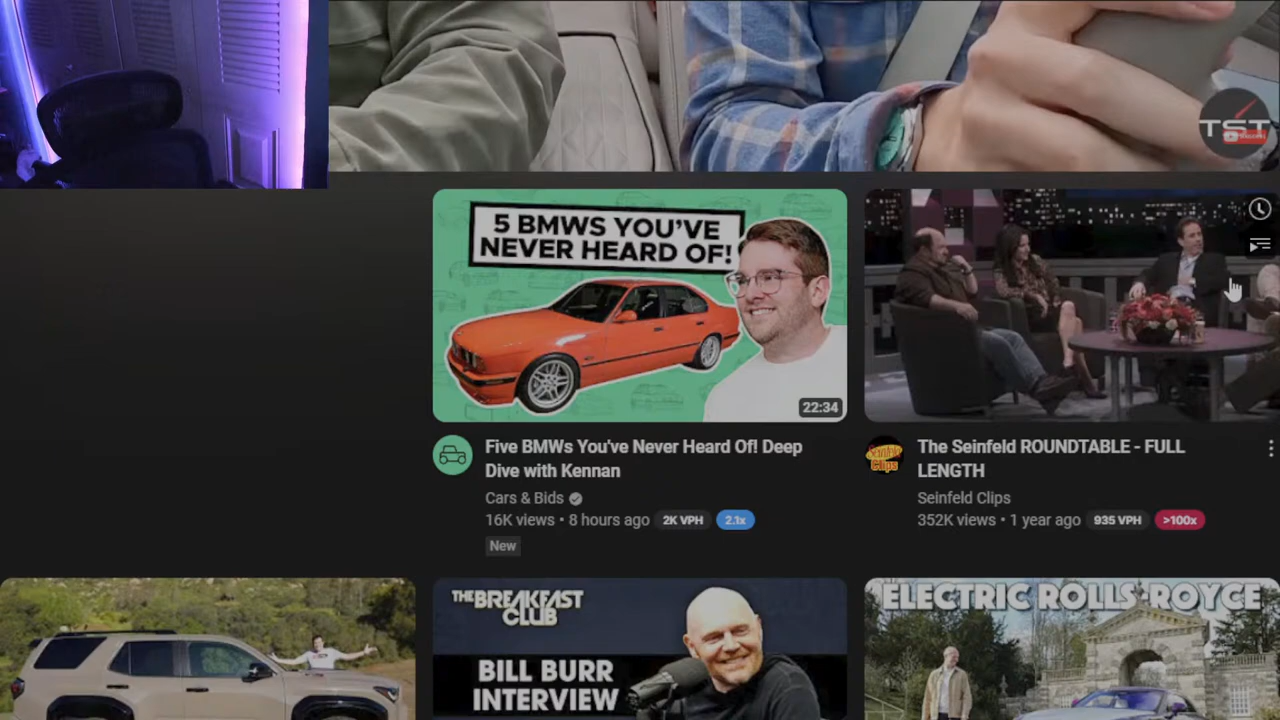 TST
5 BMWS YOU'VE
NEVER HEARD OF!
22:34
Five BMWs You've Never Heard Of! Deep
Dive with Kennan
Cars & Bids
16K views • 8 hours ago 2K VPH 2.1x
New
Seinfeld
Clips
The Seinfeld ROUNDTABLE - FULL
LENGTH
Seinfeld Clips
352K views • 1 year ago 935 VPH >100x
THE BREAKFAST
CLUB
BILL BURR
INTERVIEW
ELECTRIC ROLLS-ROYCE